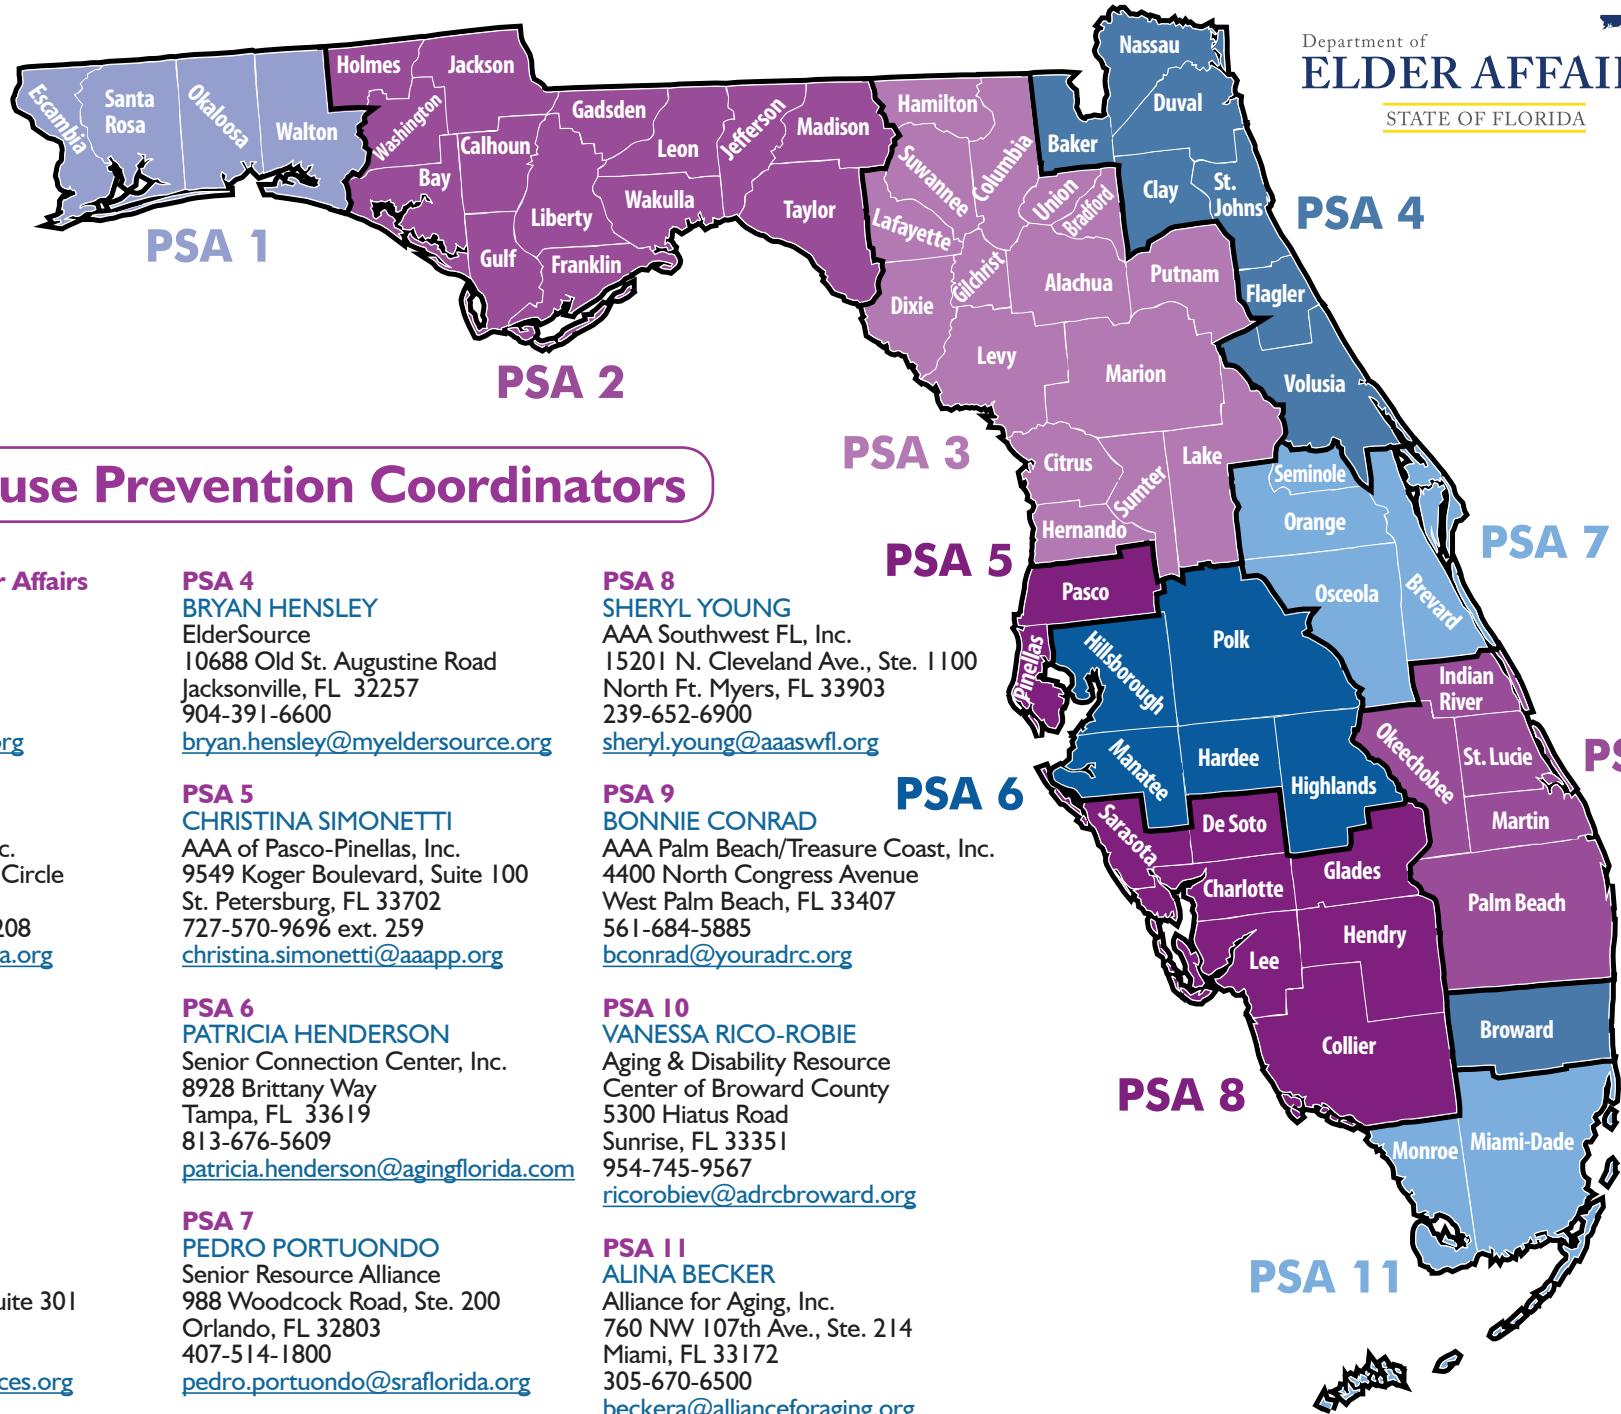 Department of
ELDER AFFAI
STATE OF FLORIDA
Escambia
Santa
Rosa
Okaloosa
Walton
PSA 1
Holmes
Jackson
Washington
Bay
Calhoun
Gulf
Gadsden
Liberty
Franklin
Leon
Wakulla
Jefferson
Madison
Taylor
PSA 2
Hamilton
Suwannee
Columbia
Lafayette
Union
Bradford
Dixie
Gilchrist
Alachua
Putnam
Levy
Marion
Citrus
Sumter
Lake
Hernando
PSA 3
Nassau
Duval
Baker
Clay
St.
Johns
Flagler
Volusia
PSA 4
Pasco
Pinellas
PSA 5
Hillsborough
Polk
Manatee
Hardee
Highlands
PSA 6
Seminole
Orange
Osceola
Brevard
PSA 7
Sarasota
De Soto
Charlotte
Glades
Lee
Hendry
Collier
PSA 8
Indian
River
Okeechobee
St. Lucie
Martin
Palm Beach
PS
Broward
Monroe
Miami-Dade
PSA 11
use Prevention Coordinators
r Affairs
rg
c.
Circle
208
a.org
uite 301
ces.org
PSA 4
BRYAN HENSLEY
ElderSource
10688 Old St. Augustine Road
Jacksonville, FL 32257
904-391-6600
bryan.hensley@myeldersource.org
PSA 5
CHRISTINA SIMONETTI
AAA of Pasco-Pinellas, Inc.
9549 Koger Boulevard, Suite 100
St. Petersburg, FL 33702
727-570-9696 ext. 259
christina.simonetti@aaapp.org
PSA 6
PATRICIA HENDERSON
Senior Connection Center, Inc.
8928 Brittany Way
Tampa, FL 33619
813-676-5609
patricia.henderson@agingflorida.com
PSA 7
PEDRO PORTUONDO
Senior Resource Alliance
988 Woodcock Road, Ste. 200
Orlando, FL 32803
407-514-1800
pedro.portuondo@sraflorida.org
PSA 8
SHERYL YOUNG
AAA Southwest FL, Inc.
15201 N. Cleveland Ave., Ste. 1100
North Ft. Myers, FL 33903
239-652-6900
sheryl.young@aaaswfl.org
PSA 9
BONNIE CONRAD
AAA Palm Beach/Treasure Coast, Inc.
4400 North Congress Avenue
West Palm Beach, FL 33407
561-684-5885
bconrad@youradrc.org
PSA 10
VANESSA RICO-ROBIE
Aging & Disability Resource
Center of Broward County
5300 Hiatus Road
Sunrise, FL 33351
954-745-9567
ricorobiev@adrcbroward.org
PSA 11
ALINA BECKER
Alliance for Aging, Inc.
760 NW 107th Ave., Ste. 214
Miami, FL 33172
305-670-6500
beckera@allianceforaging.org